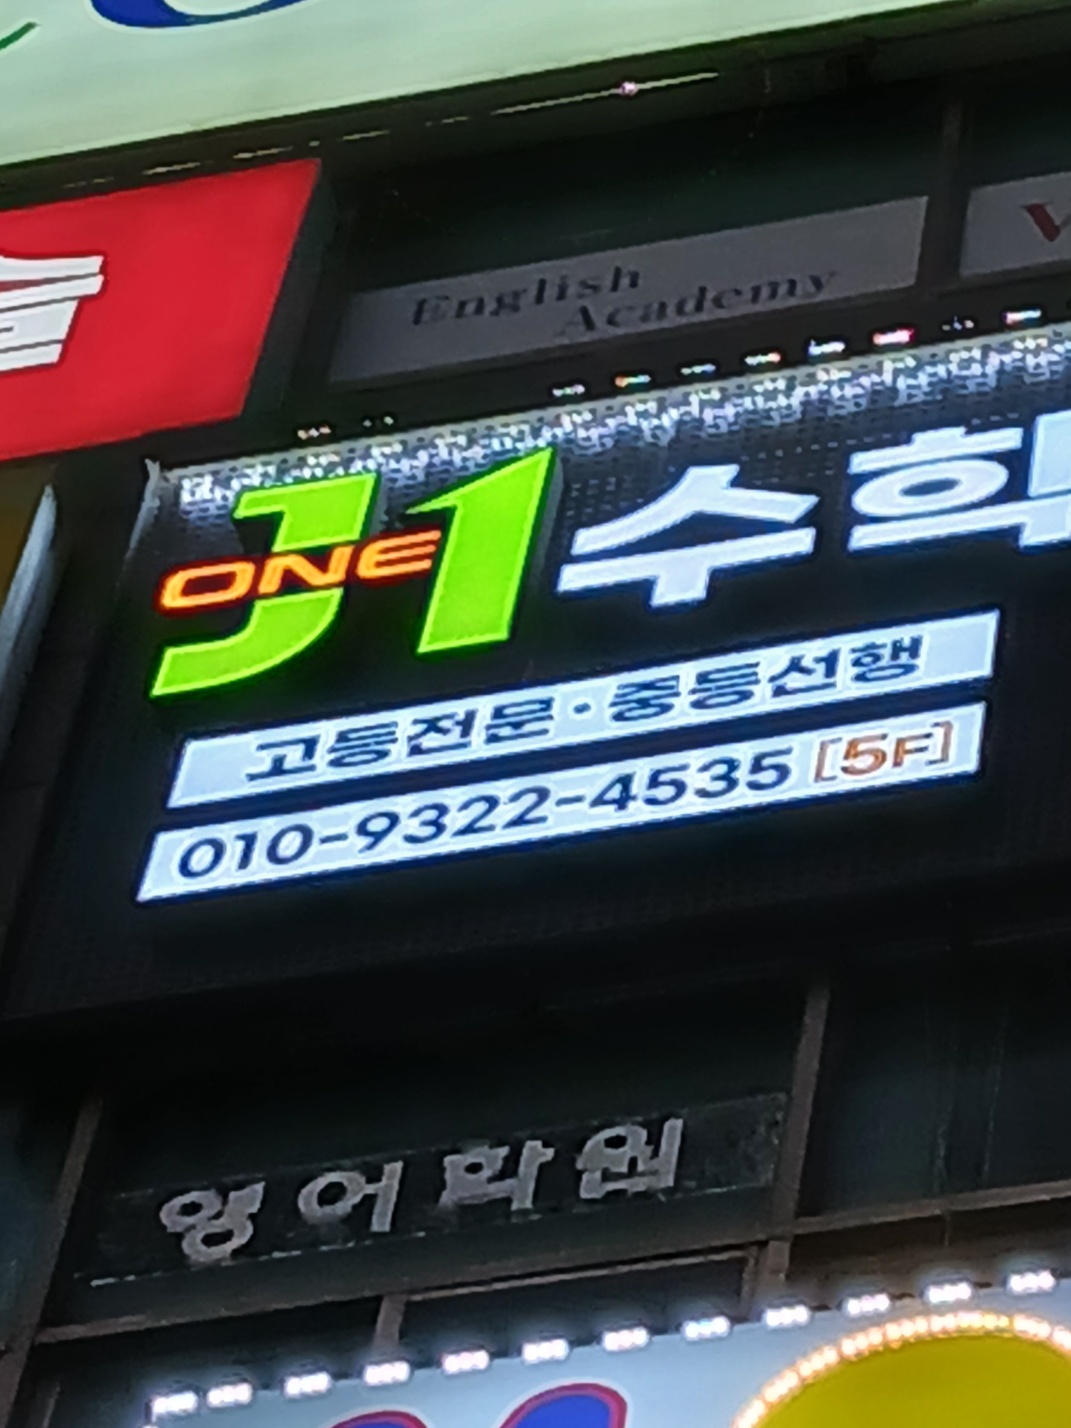 English
Academy
J1 ONE 수학
고등전문·중등선행
010-9322-4535 [5F]
영어학원